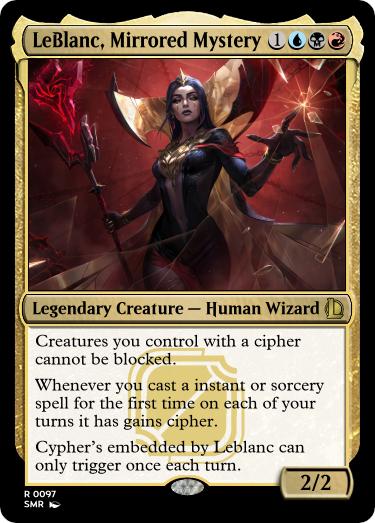 LeBlanc, Mirrored Mystery 1
Legendary Creature — Human Wizard
Creatures you control with a cipher
cannot be blocked.
Whenever you cast a instant or sorcery
spell for the first time on each of your
turns it has gains cipher.
Cypher's embedded by Leblanc can
only trigger once each turn.
2/2
R 0097
SMR